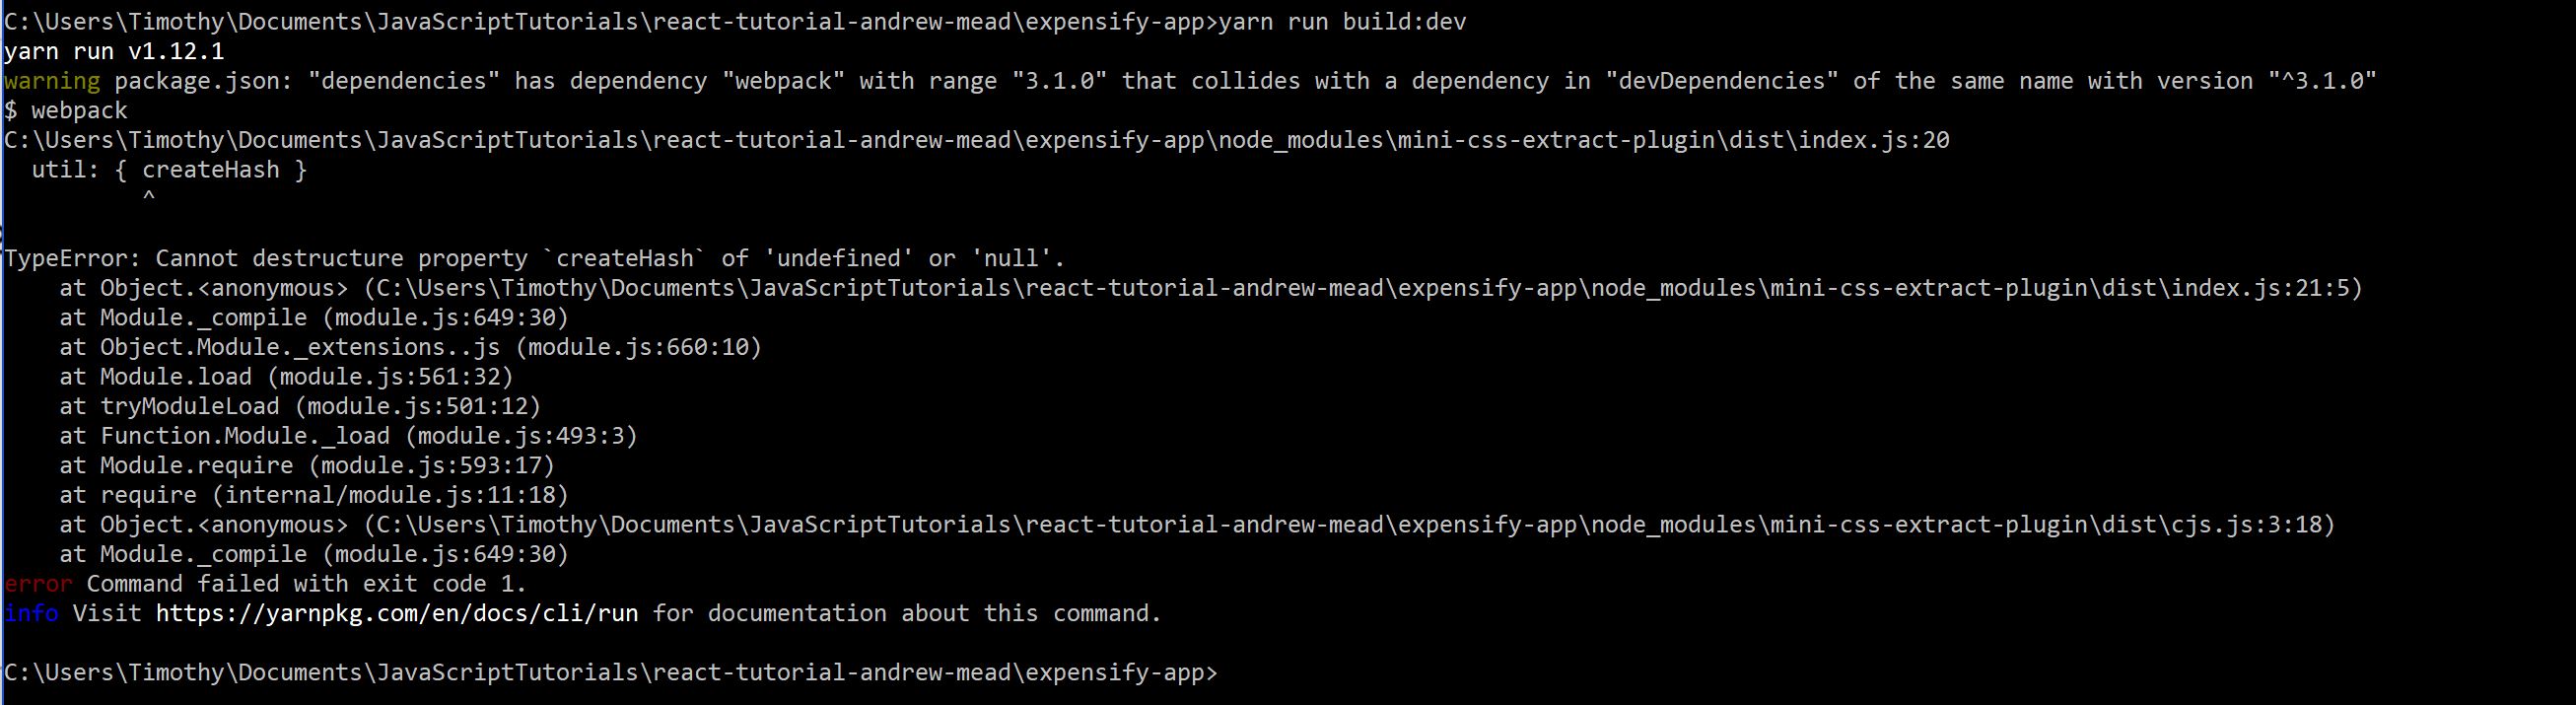 C:\Users\Timothy\Documents\JavaScriptTutorials\react-tutorial-andrew-mead\expensify-app>yarn run build:dev
yarn run v1.12.1
warning package.json: "dependencies" has dependency "webpack" with range "3.1.0" that collides with a dependency in "devDependencies" of the same name with version "^3.1.0"
$ webpack
C:\Users\Timothy\Documents\JavaScriptTutorials\react-tutorial-andrew-mead\expensify-app\node_modules\mini-css-extract-plugin\dist\index.js:20
  util: { createHash }
          ^
TypeError: Cannot destructure property `createHash` of 'undefined' or 'null'.
    at Object.<anonymous> (C:\Users\Timothy\Documents\JavaScriptTutorials\react-tutorial-andrew-mead\expensify-app\node_modules\mini-css-extract-plugin\dist\index.js:21:5)
    at Module._compile (module.js:649:30)
    at Object.Module._extensions..js (module.js:660:10)
    at Module.load (module.js:561:32)
    at tryModuleLoad (module.js:501:12)
    at Function.Module._load (module.js:493:3)
    at Module.require (module.js:593:17)
    at require (internal/module.js:11:18)
    at Object.<anonymous> (C:\Users\Timothy\Documents\JavaScriptTutorials\react-tutorial-andrew-mead\expensify-app\node_modules\mini-css-extract-plugin\dist\cjs.js:3:18)
    at Module._compile (module.js:649:30)
error Command failed with exit code 1.
info Visit https://yarnpkg.com/en/docs/cli/run for documentation about this command.
C:\Users\Timothy\Documents\JavaScriptTutorials\react-tutorial-andrew-mead\expensify-app>